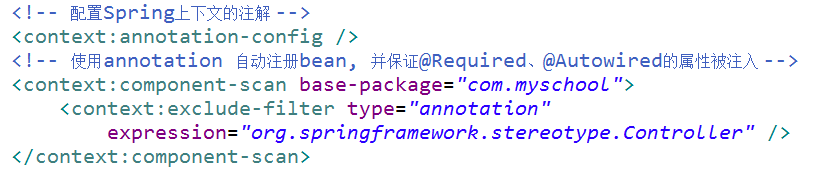 <!-- 配置Spring上下文的注解 -->
<context:annotation-config />
<!-- 使用annotation 自动注册bean, 并保证@Required、@Autowired的属性被注入 -->
<context:component-scan base-package="com.myschool">
    <context:exclude-filter type="annotation"
        expression="org.springframework.stereotype.Controller" />
</context:component-scan>